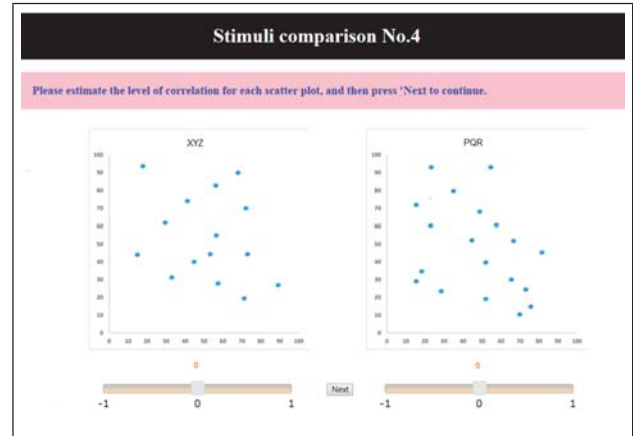 Stimuli comparison No.4
Please estimate the level of correlation for each scatter plot, and then press 'Next to continue.
XYZ
100
90
80
70
60
50
40
30
20
10
0
0 10 20 30 40 50 60 70 80 90 100
PQR
100
90
80
70
60
50
40
30
20
10
0
0 10 20 30 40 50 60 70 80 90 100
0
-1 0 1
Next
0
-1 0 1